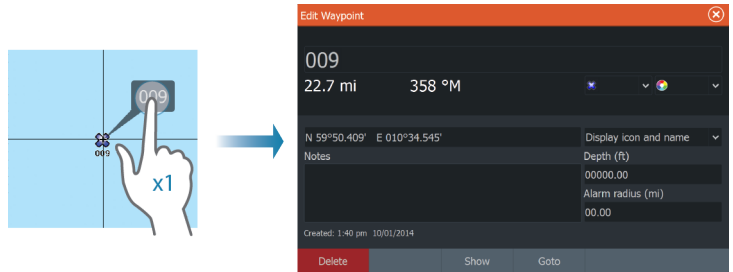 009
009
x1
Edit Waypoint
009
22.7 mi 358 °M
N 59°50.409' E 010°34.545' Display icon and name
Notes Depth (ft)
00000.00
Alarm radius (mi)
00.00
Created: 1:40 pm 10/01/2014
Delete Show Goto